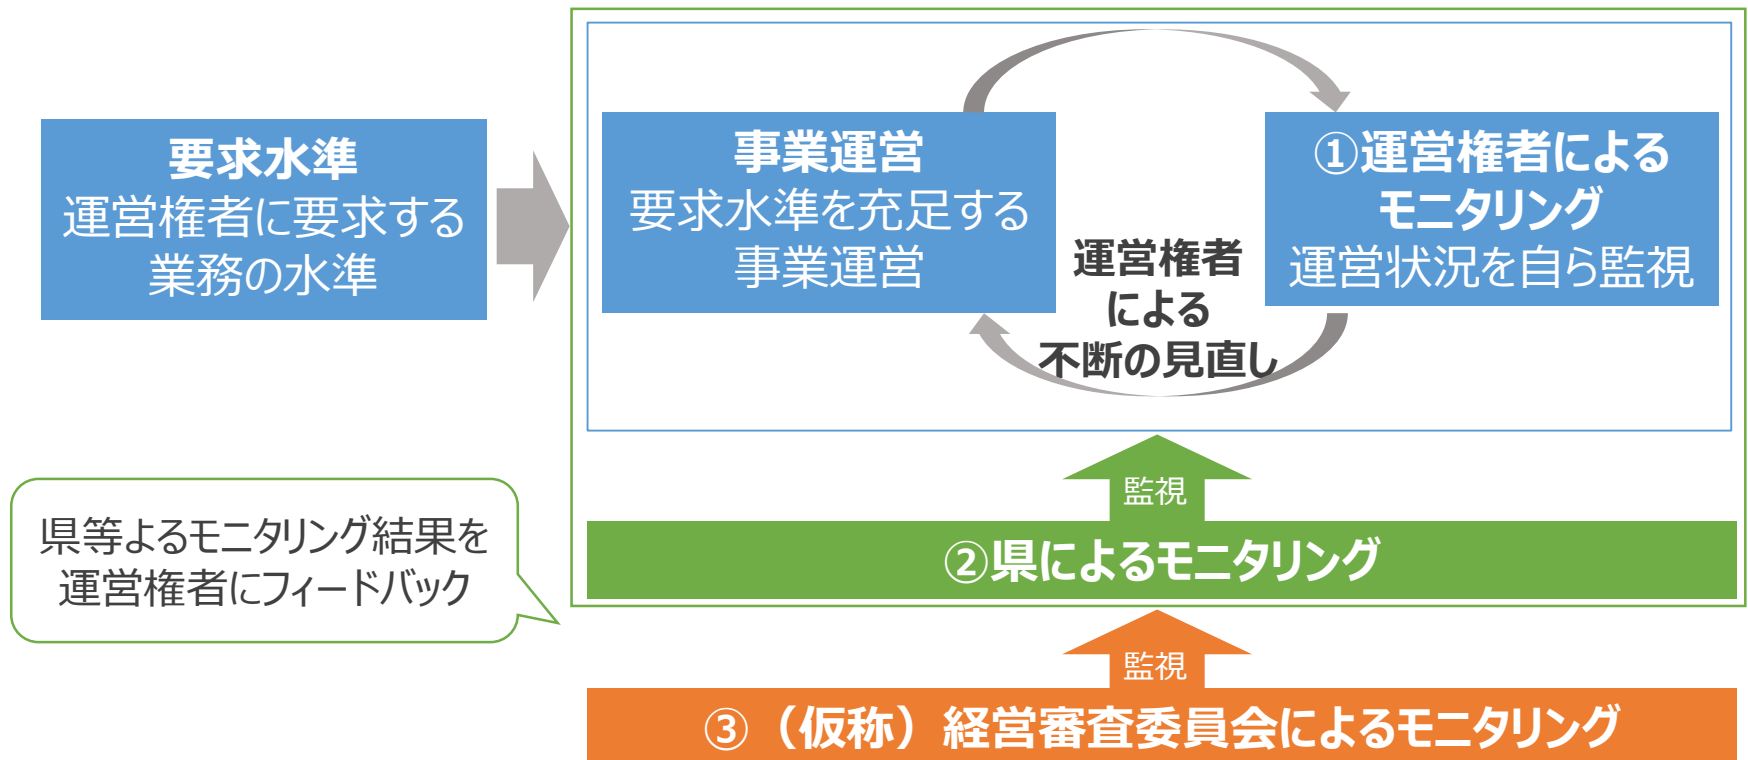 要求水準
運営権者に要求する
業務の水準
事業運営
要求水準を充足する
事業運営
運営権者
による
不断の見直し
①運営権者による
モニタリング
運営状況を自ら監視
監視
②県によるモニタリング
県等よるモニタリング結果を
運営権者にフィードバック
監視
③（仮称）経営審査委員会によるモニタリング